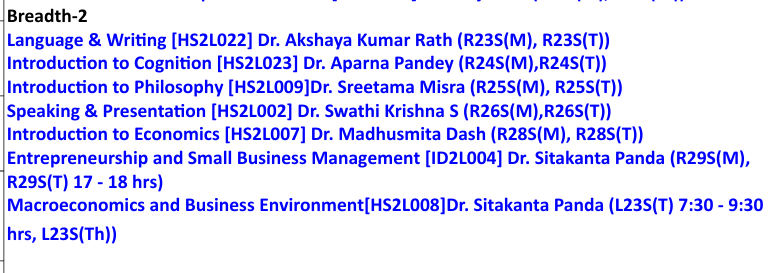 Breadth-2
Language & Writing [HS2L022] Dr. Akshaya Kumar Rath (R23S(M), R23S(T))
Introduction to Cognition [HS2L023] Dr. Aparna Pandey (R24S(M),R24S(T))
Introduction to Philosophy [HS2L009]Dr. Sreetama Misra (R25S(M), R25S(T))
Speaking & Presentation [HS2L002] Dr. Swathi Krishna S (R26S(M),R26S(T))
Introduction to Economics [HS2L007] Dr. Madhusmita Dash (R28S(M), R28S(T))
Entrepreneurship and Small Business Management [ID2L004] Dr. Sitakanta Panda (R29S(M),
R29S(T) 17 - 18 hrs)
Macroeconomics and Business Environment[HS2L008]Dr. Sitakanta Panda (L23S(T) 7:30 - 9:30
hrs, L23S(Th))